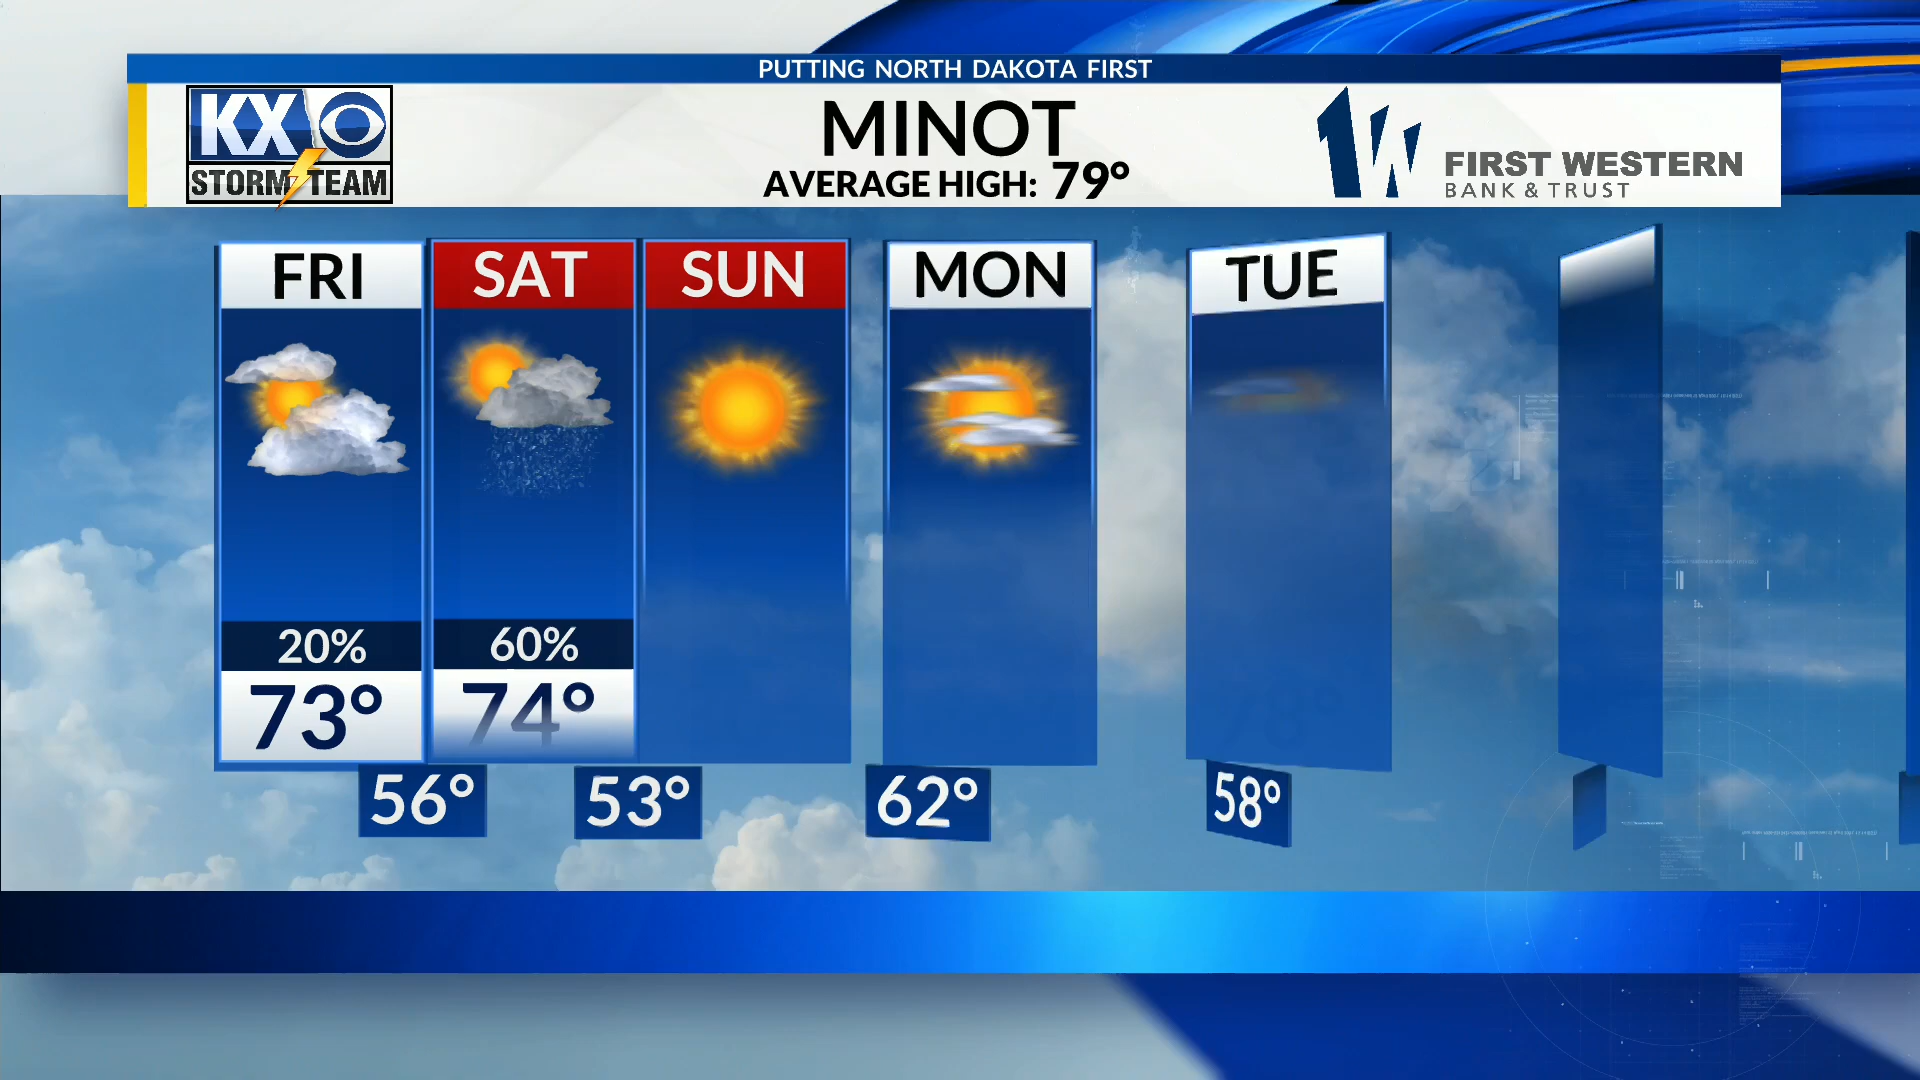 PUTTING NORTH DAKOTA FIRST
KX
STORM TEAM
MINOT
AVERAGE HIGH: 79°
FIRST WESTERN
BANK & TRUST
FRI
SAT
SUN
MON
TUE
20%
60%
73°
74°
56°
53°
62°
58°